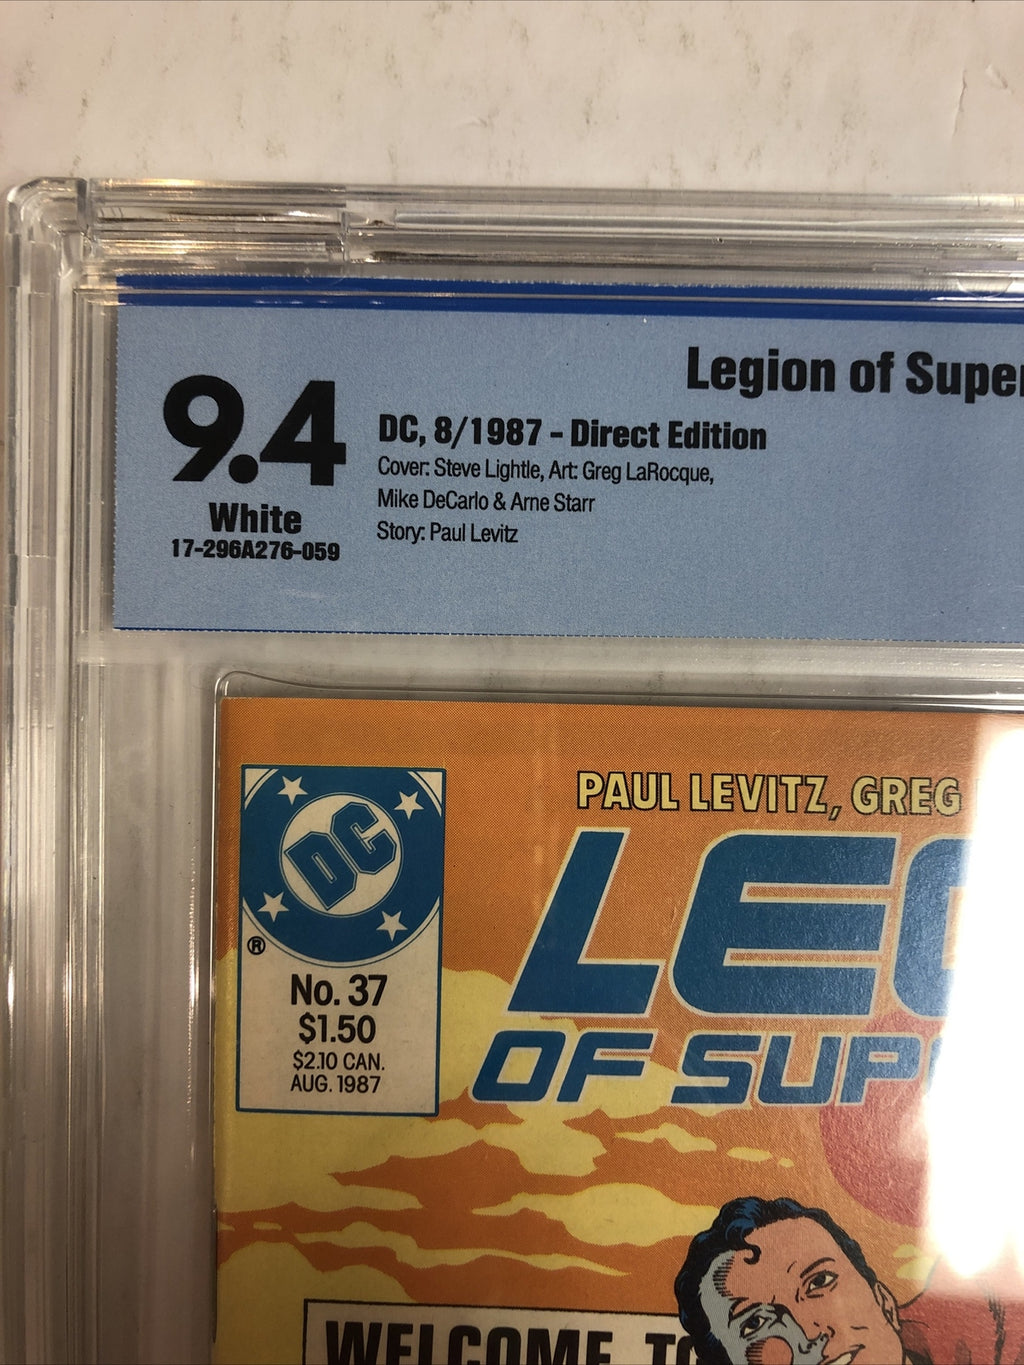 Legion of Super
9.4
White
17-296A276-059
DC, 8/1987 - Direct Edition
Cover: Steve Lightle, Art: Greg LaRocque,
Mike DeCarlo & Arne Starr
Story: Paul Levitz
DC
®
No. 37
$1.50
$2.10 CAN.
AUG. 1987
PAUL LEVITZ, GREG
LEG
OF SUP
WELCOME TO